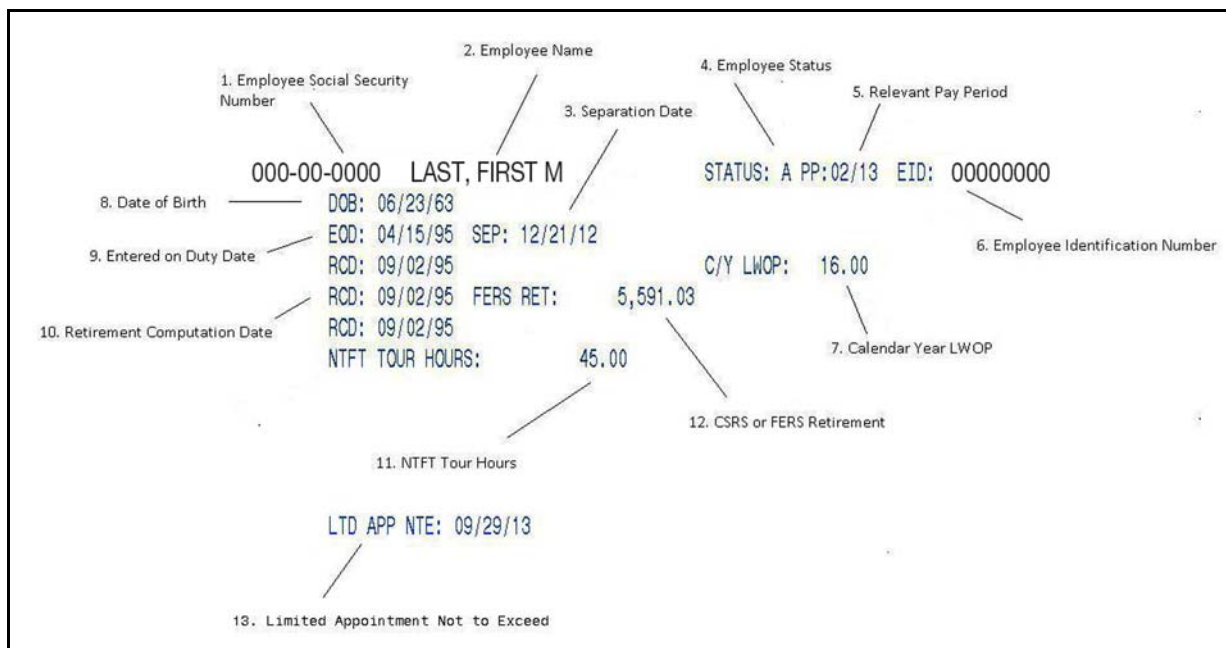 2. Employee Name
4. Employee Status
1. Employee Social Security
Number
5. Relevant Pay Period
3. Separation Date
000-00-0000 LAST, FIRST M STATUS: A PP:02/13 EID: 00000000
8. Date of Birth
DOB: 06/23/63
EOD: 04/15/95 SEP: 12/21/12
6. Employee Identification Number
9. Entered on Duty Date
RCD: 09/02/95 C/Y LWOP: 16.00
RCD: 09/02/95 FERS RET: 5,591.03
10. Retirement Computation Date
RCD: 09/02/95
7. Calendar Year LWOP
NTFT TOUR HOURS: 45.00
12. CSRS or FERS Retirement
11. NTFT Tour Hours
LTD APP NTE: 09/29/13
13. Limited Appointment Not to Exceed